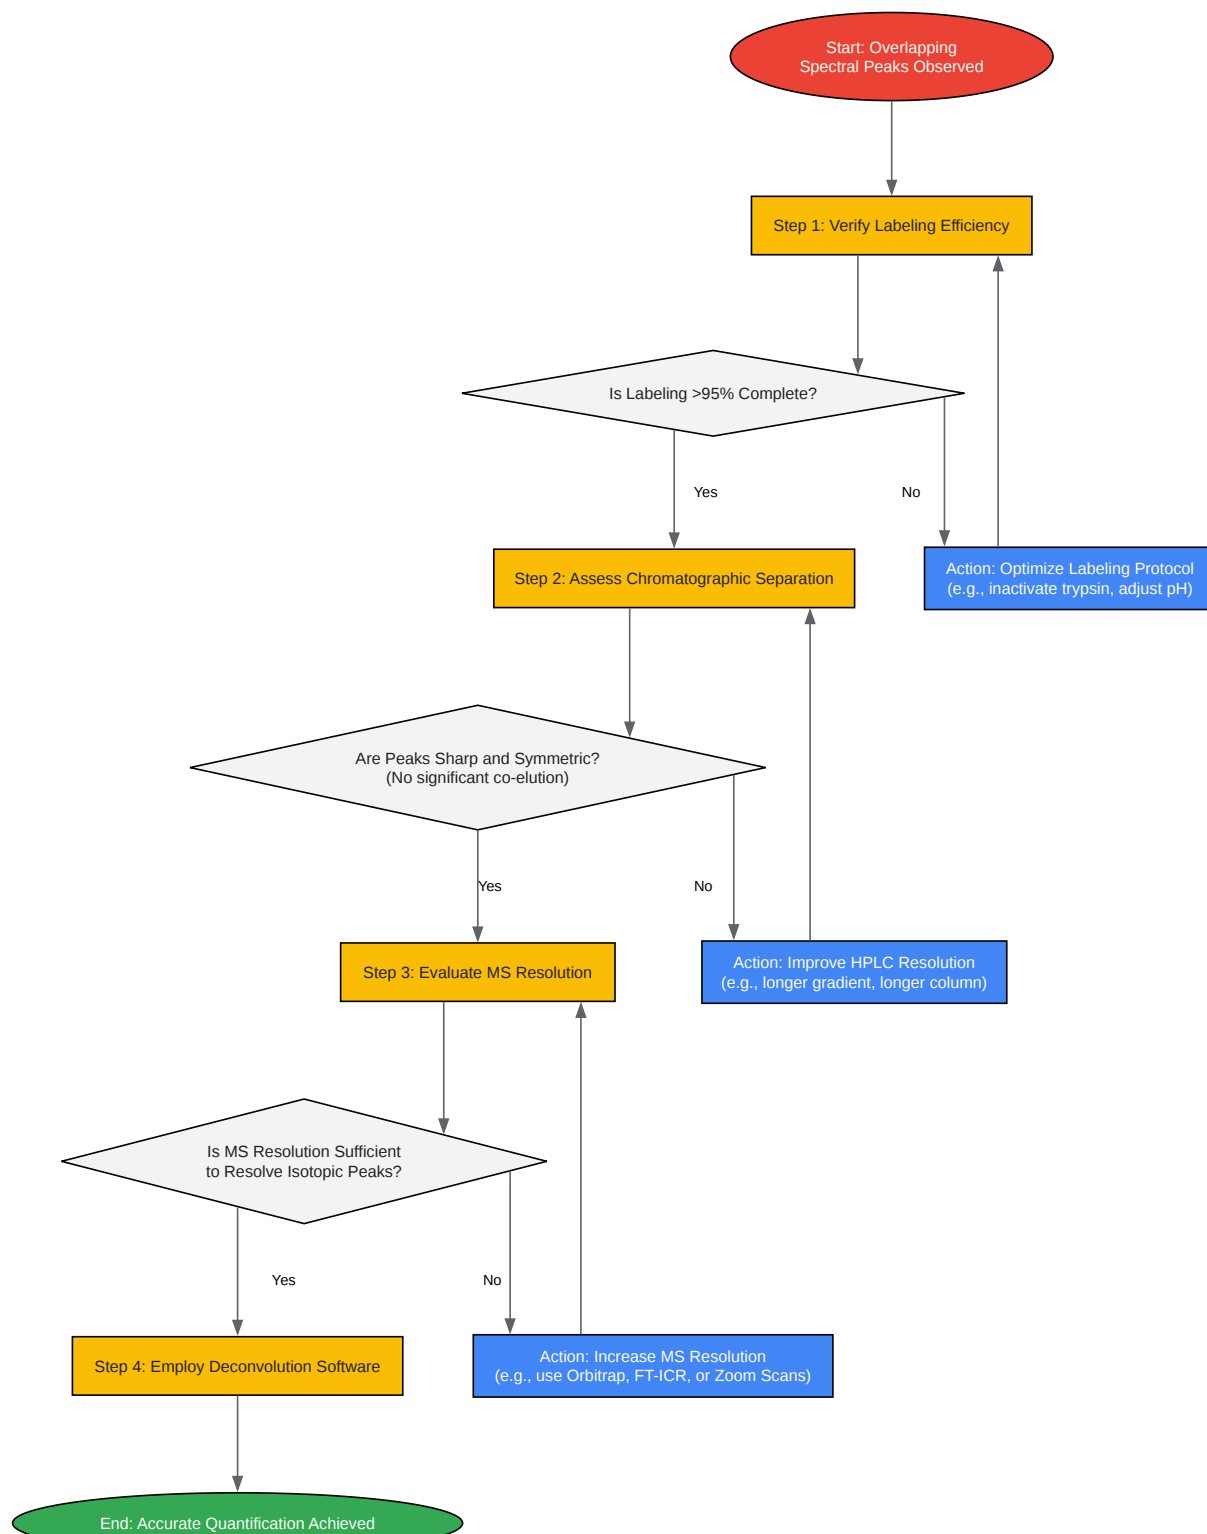 Start: Overlapping
Spectral Peaks Observed
Step 1: Verify Labeling Efficiency
Is Labeling >95% Complete?
Yes
No
Step 2: Assess Chromatographic Separation
Action: Optimize Labeling Protocol
(e.g., inactivate trypsin, adjust pH)
Are Peaks Sharp and Symmetric?
(No significant co-elution)
Yes
No
Step 3: Evaluate MS Resolution
Action: Improve HPLC Resolution
(e.g., longer gradient, longer column)
Is MS Resolution Sufficient
to Resolve Isotopic Peaks?
Yes
No
Step 4: Employ Deconvolution Software
Action: Increase MS Resolution
(e.g., use Orbitrap, FT-ICR, or Zoom Scans)
End: Accurate Quantification Achieved